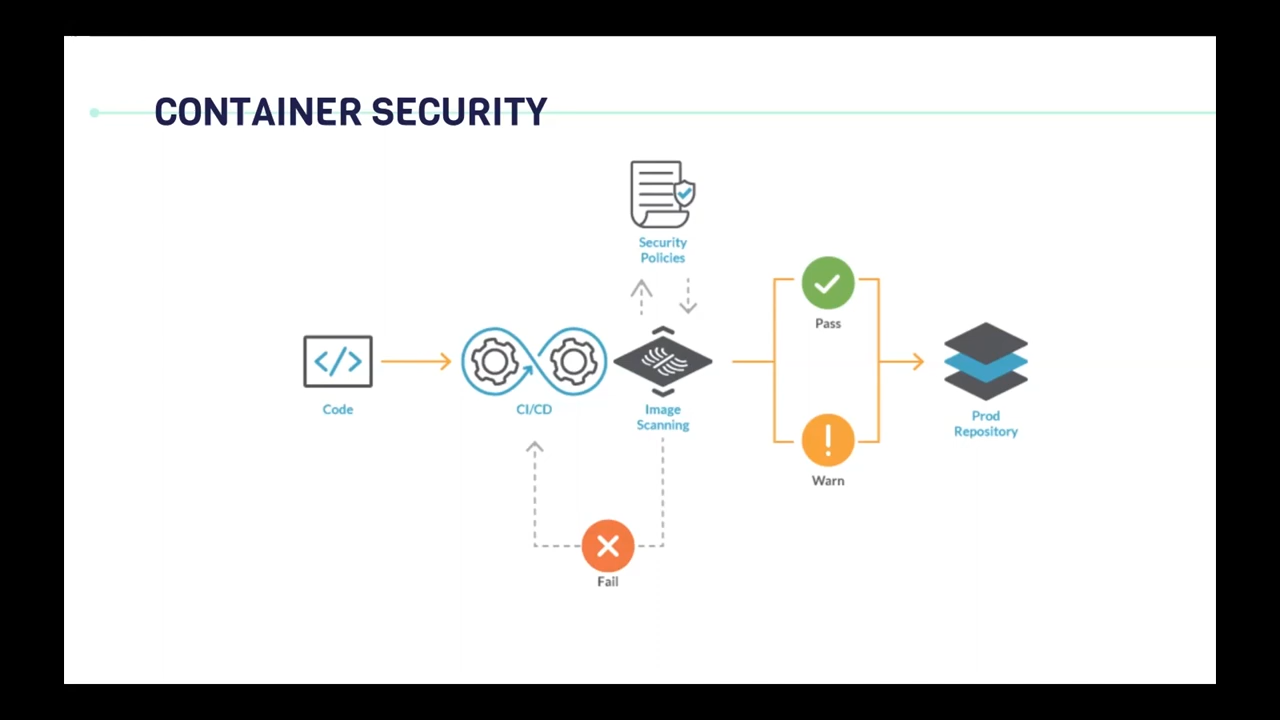 CONTAINER SECURITY
Security
Policies
Pass
Code
CI/CD
Image
Scanning
Prod
Repository
Warn
Fail